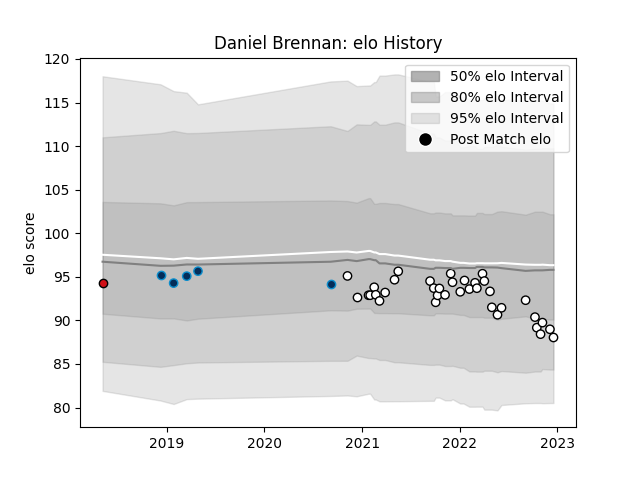 Daniel Brennan: elo History
50% elo Interval
80% elo Interval
95% elo Interval
Post Match elo
elo score
120
115
110
105
100
95
90
85
80
2019 2020 2021 2022 2023